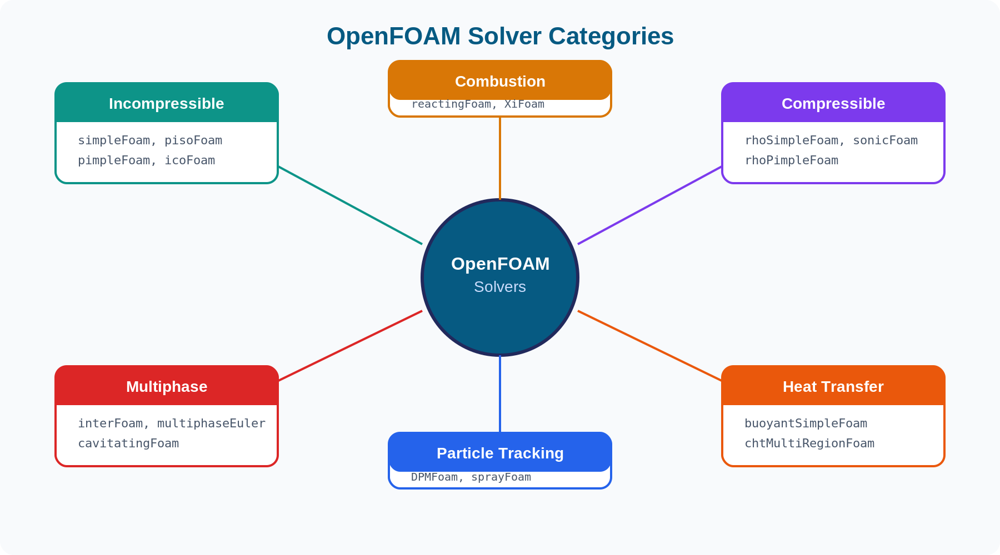 OpenFOAM Solver Categories
Combustion
reactingFoam, XiFoam
Incompressible
simpleFoam, pisoFoam
pimpleFoam, icoFoam
Compressible
rhoSimpleFoam, sonicFoam
rhoPimpleFoam
OpenFOAM
Solvers
Multiphase
interFoam, multiphaseEuler
cavitatingFoam
Particle Tracking
DPMFoam, sprayFoam
Heat Transfer
buoyantSimpleFoam
chtMultiRegionFoam